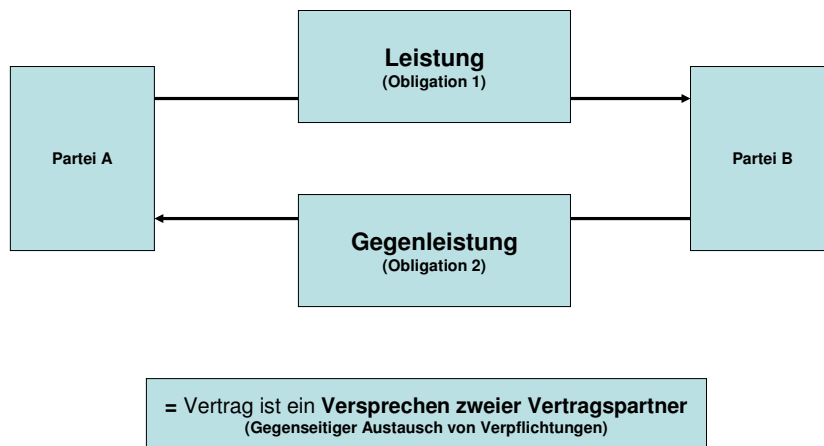 Leistung
(Obligation 1)
Partei A
Partei B
Gegenleistung
(Obligation 2)
= Vertrag ist ein Versprechen zweier Vertragspartner
(Gegenseitiger Austausch von Verpflichtungen)